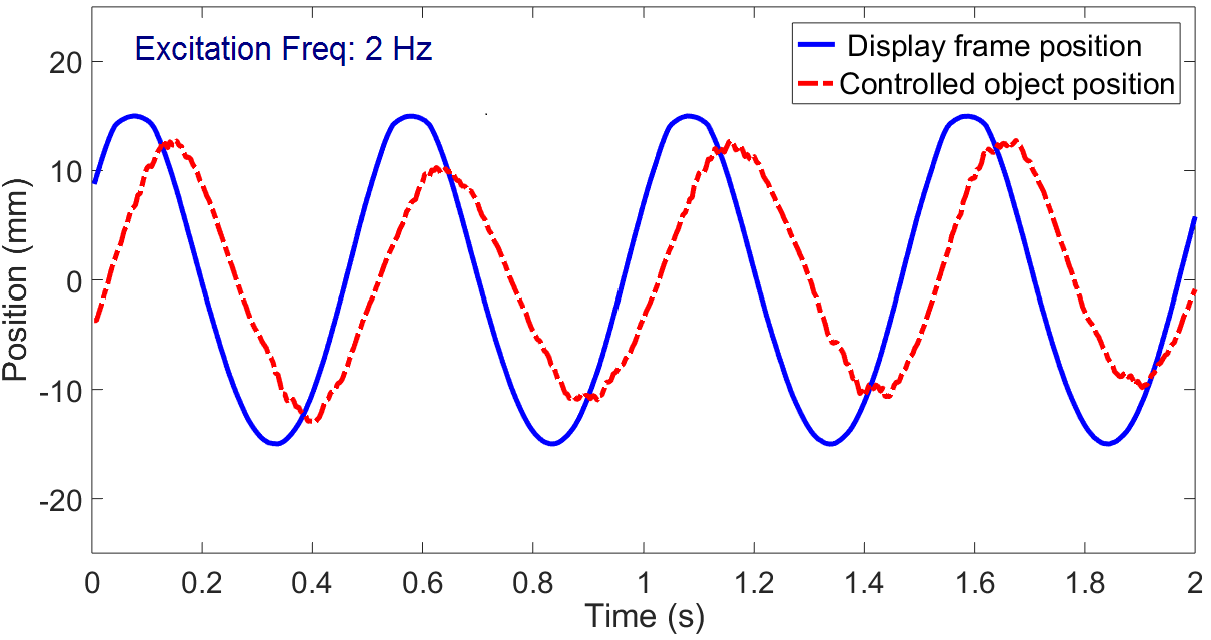 Excitation Freq: 2 Hz
Display frame position
Controlled object position
Position (mm)
20
10
0
-10
-20
0 0.2 0.4 0.6 0.8 1 1.2 1.4 1.6 1.8 2
Time (s)